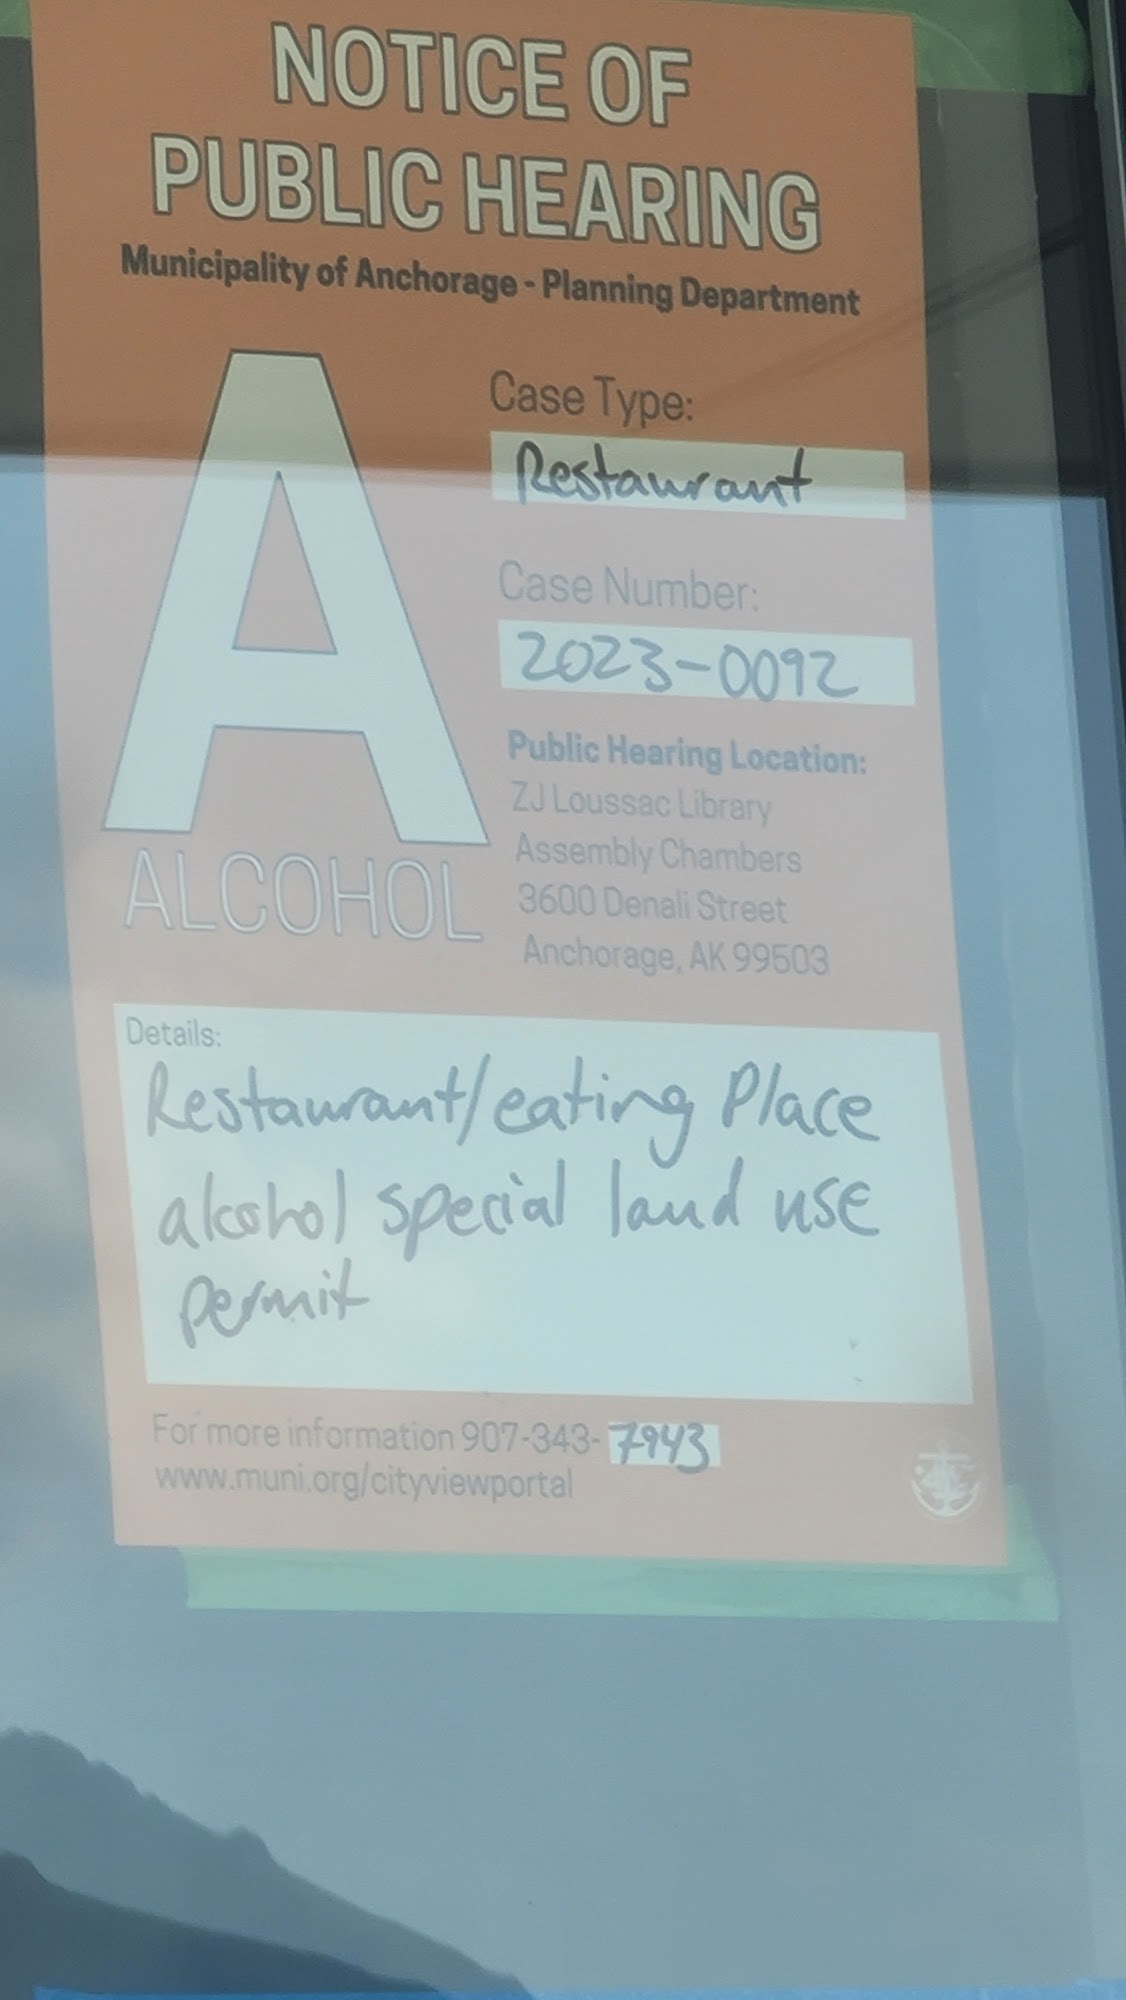 NOTICE OF
PUBLIC HEARING
Municipality of Anchorage - Planning Department
A
ALCOHOL
Case Type:
Restaurant
Case Number:
2023-0092
Public Hearing Location:
ZJ Loussac Library
Assembly Chambers
3600 Denali Street
Anchorage, AK 99503
Details:
Restaurant/eating Place
alcohol special land use
permit
For more information 907-343-7943
www.muni.org/cityviewportal